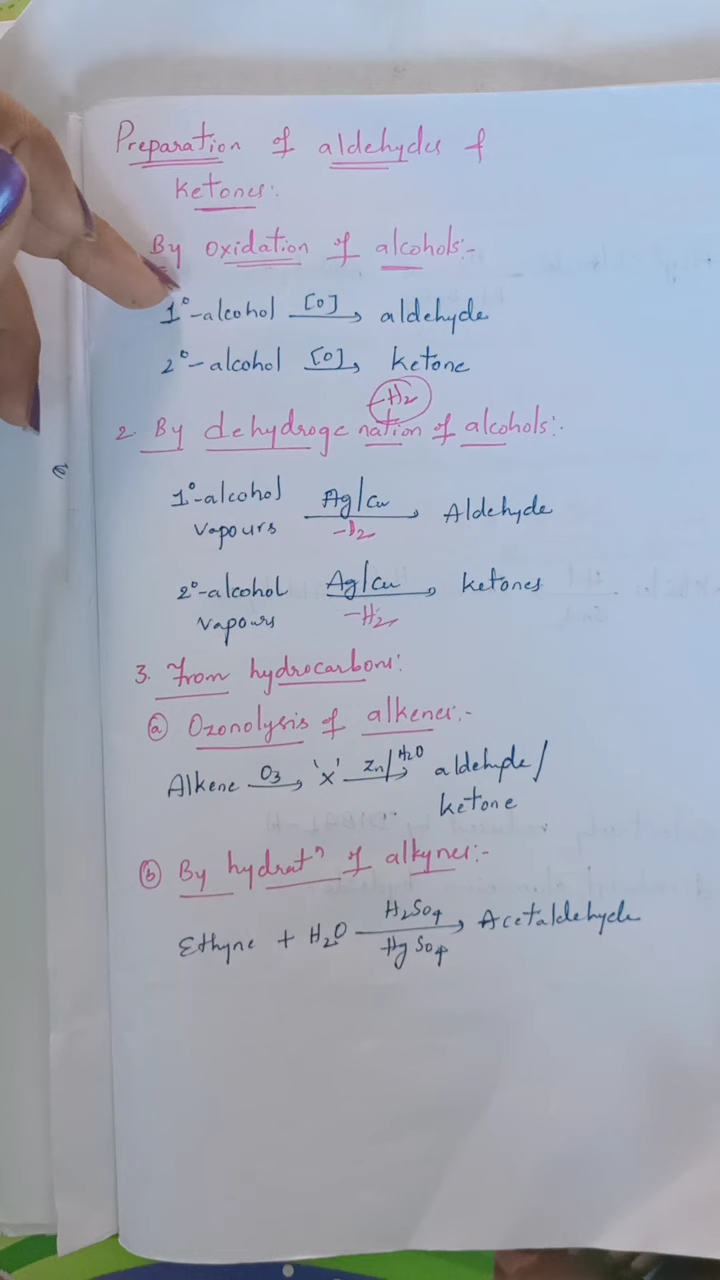 Preparation of aldehydes &
Ketones:
By Oxidation of alcohols:-
1°-alcohol [O] aldehyde
2°-alcohol [O] Ketone
-H2
2. By dehydrogenation of alcohols:-
1°-alcohol vapours Ag/Cu -H2 Aldehyde
2°-alcohol vapours Ag/Cu -H2 Ketones
3. From hydrocarbons:
(a) Ozonolysis of alkenes:-
Alkene O3 'X' Zn/H2O aldehyde/
Ketone
(b) By hydratn of alkynes:-
Ethyne + H2O H2SO4 HgSO4 Acetaldehyde